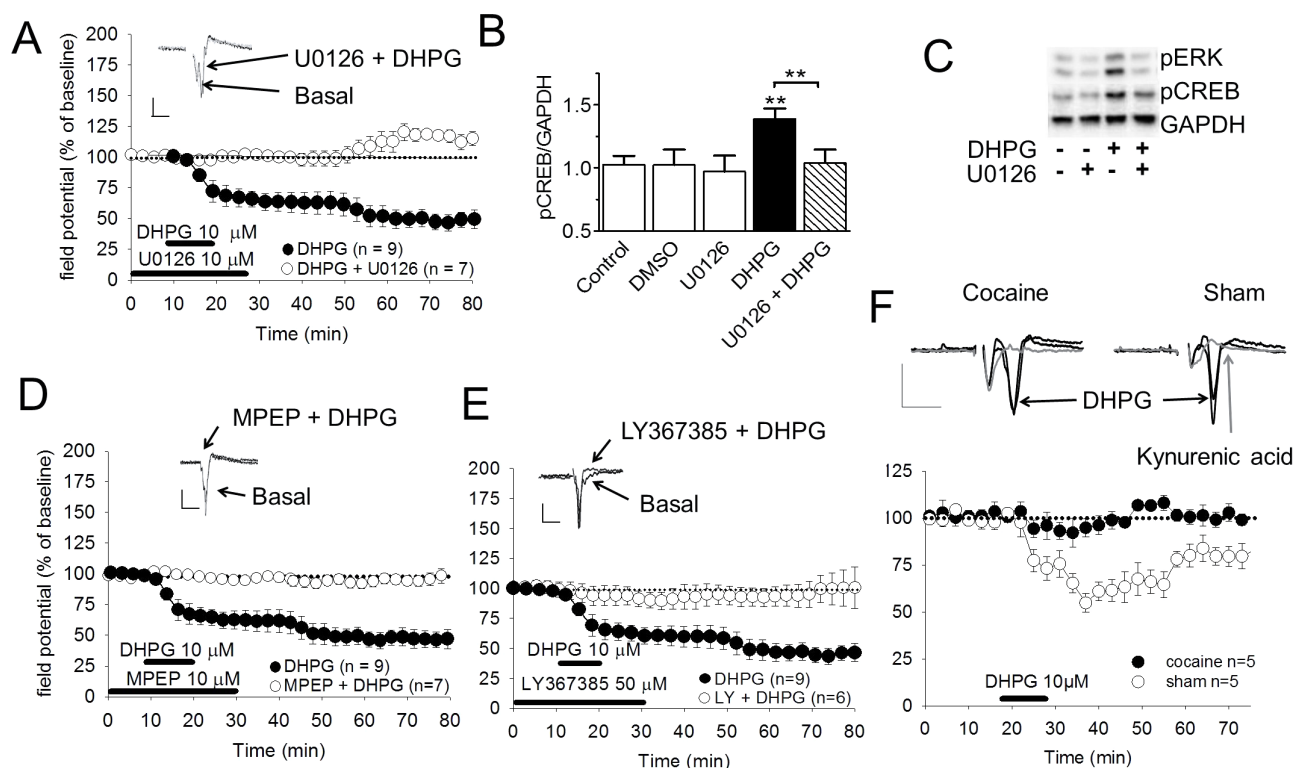 A
200
175
150
125
100
75
50
25
0
field potential (% of baseline)
U0126 + DHPG
Basal
DHPG 10 μM
U0126 10 μM
DHPG (n = 9)
DHPG + U0126 (n = 7)
0 10 20 30 40 50 60 70 80
Time (min)
B
pCREB/GAPDH
1.5
1.0
0.5
**
**
Control
DMSO
U0126
DHPG
U0126 + DHPG
C
pERK
pCREB
GAPDH
DHPG - - + +
U0126 - + - +
D
200
175
150
125
100
75
50
25
0
field potential (% of baseline)
MPEP + DHPG
Basal
DHPG 10 μM
MPEP 10 μM
DHPG (n = 9)
MPEP + DHPG (n=7)
0 10 20 30 40 50 60 70 80
Time (min)
E
200
175
150
125
100
75
50
25
0
LY367385 + DHPG
Basal
DHPG 10 μM
LY367385 50 μM
DHPG (n=9)
LY + DHPG (n=6)
0 10 20 30 40 50 60 70 80
Time (min)
F
Cocaine
Sham
DHPG
Kynurenic acid
125
100
75
50
25
0
DHPG 10μM
cocaine n=5
sham n=5
0 10 20 30 40 50 60 70
Time (min)